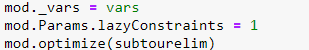 mod._vars = vars
mod.Params.lazyConstraints = 1
mod.optimize(subtourelim)